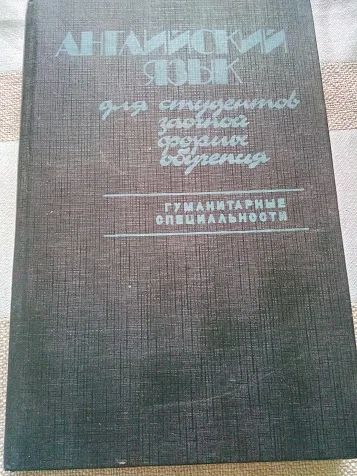 АНГЛИЙСКИЙ
ЯЗЫК
для студентов
заочной
формы
обучения
ГУМАНИТАРНЫЕ
СПЕЦИАЛЬНОСТИ